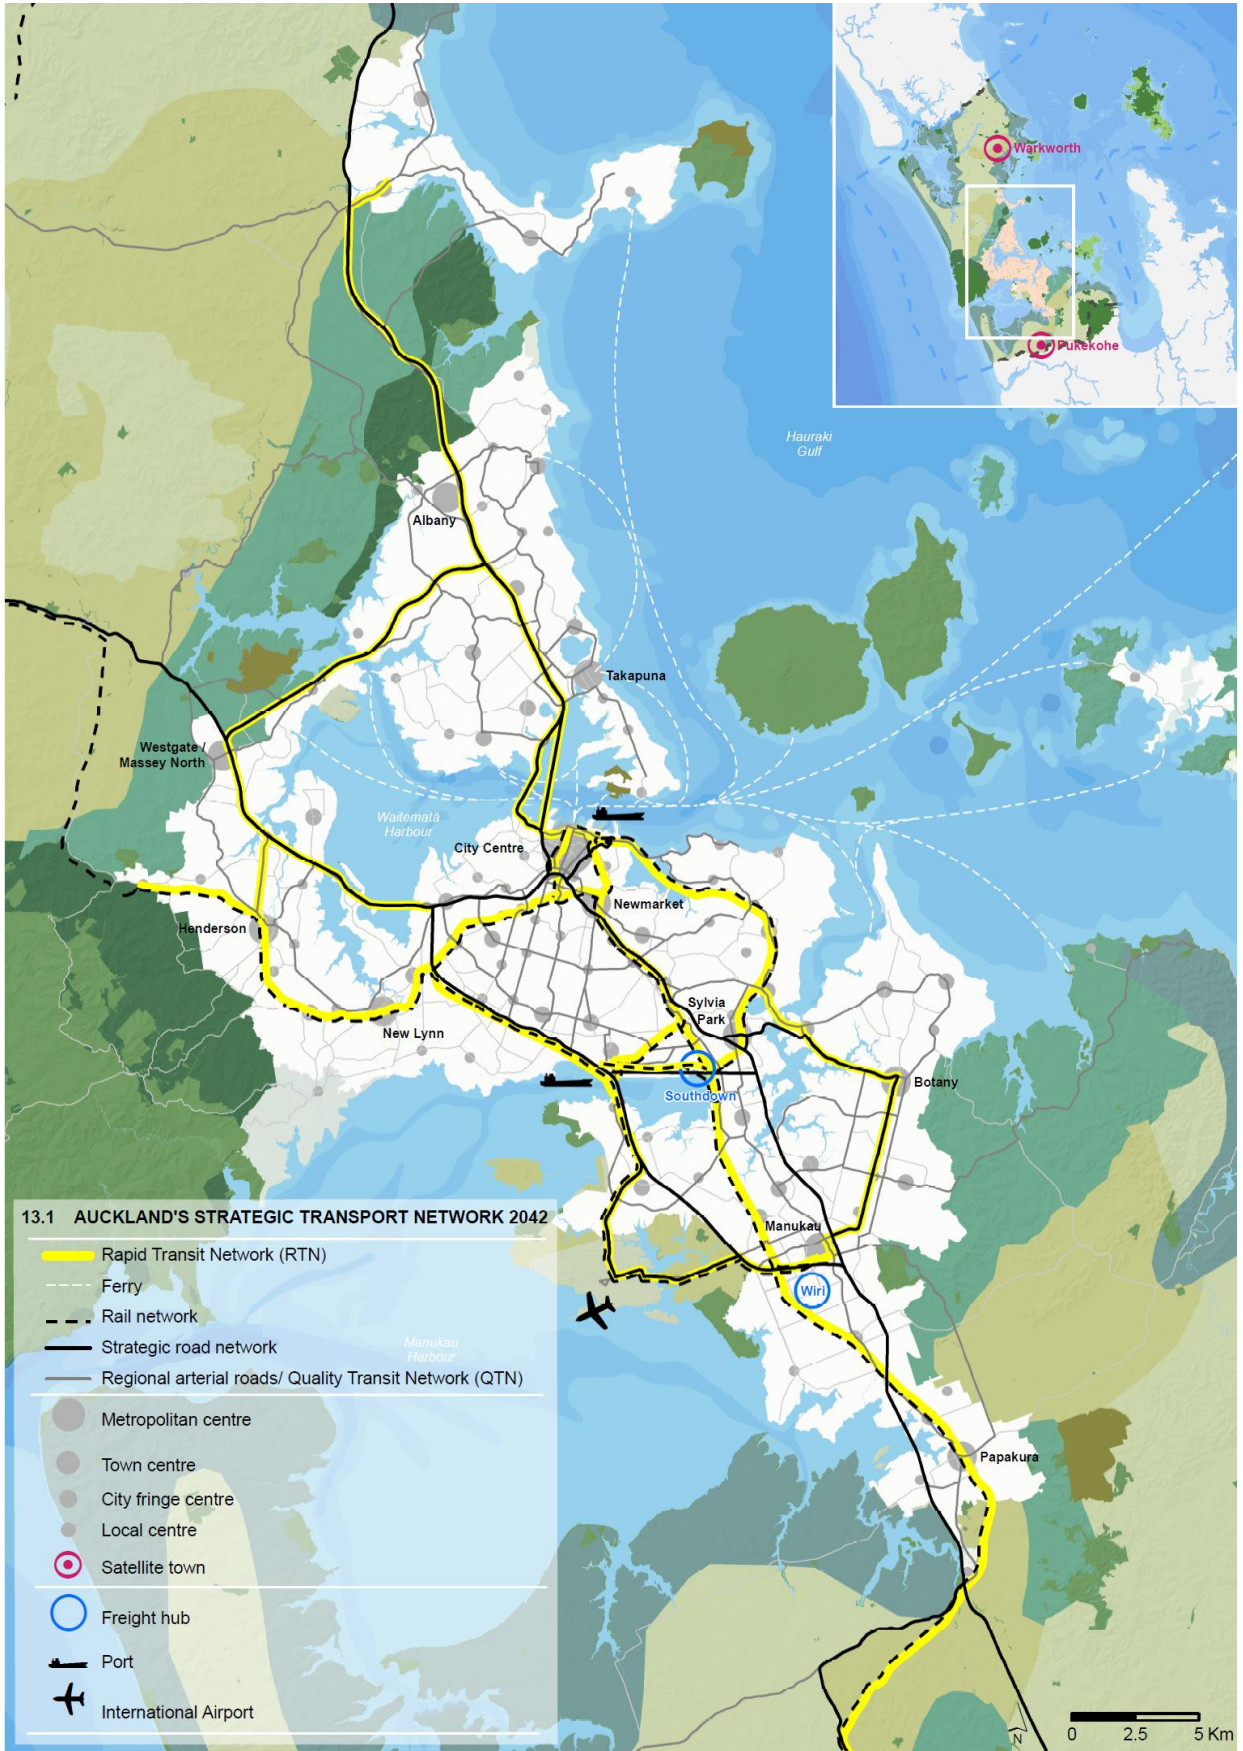 Warkworth
Pukekohe
Hauraki
Gulf
Albany
Takapuna
Westgate /
Massey North
Waitematā
Harbour
City Centre
Newmarket
Henderson
Sylvia
Park
New Lynn
Botany
Southdown
Manukau
Wiri
Manukau
Harbour
Papakura
13.1 AUCKLAND'S STRATEGIC TRANSPORT NETWORK 2042
Rapid Transit Network (RTN)
Ferry
Rail network
Strategic road network
Regional arterial roads/ Quality Transit Network (QTN)
Metropolitan centre
Town centre
City fringe centre
Local centre
Satellite town
Freight hub
Port
International Airport
N
0 2.5 5 Km